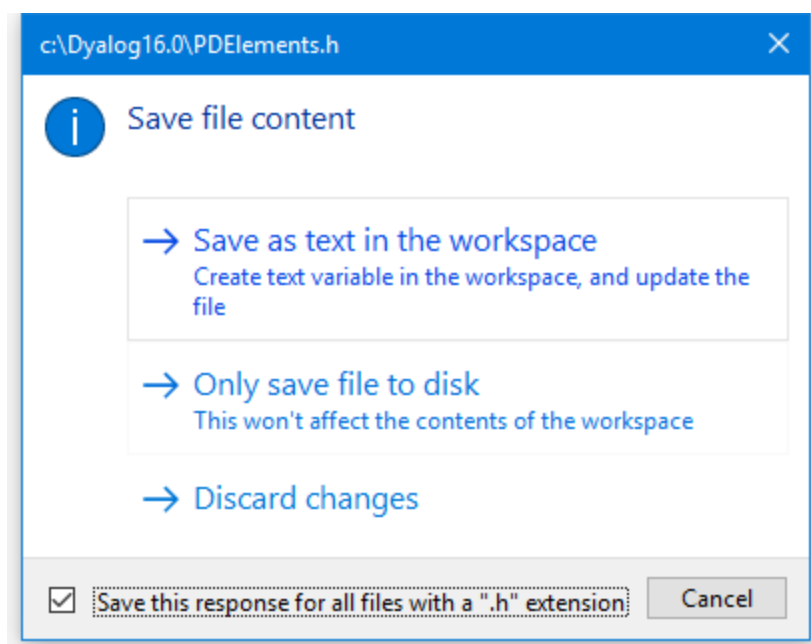 c:\Dyalog16.0\PDElements.h
Save file content
Save as text in the workspace
Create text variable in the workspace, and update the
file
Only save file to disk
This won't affect the contents of the workspace
Discard changes
Save this response for all files with a ".h" extension
Cancel